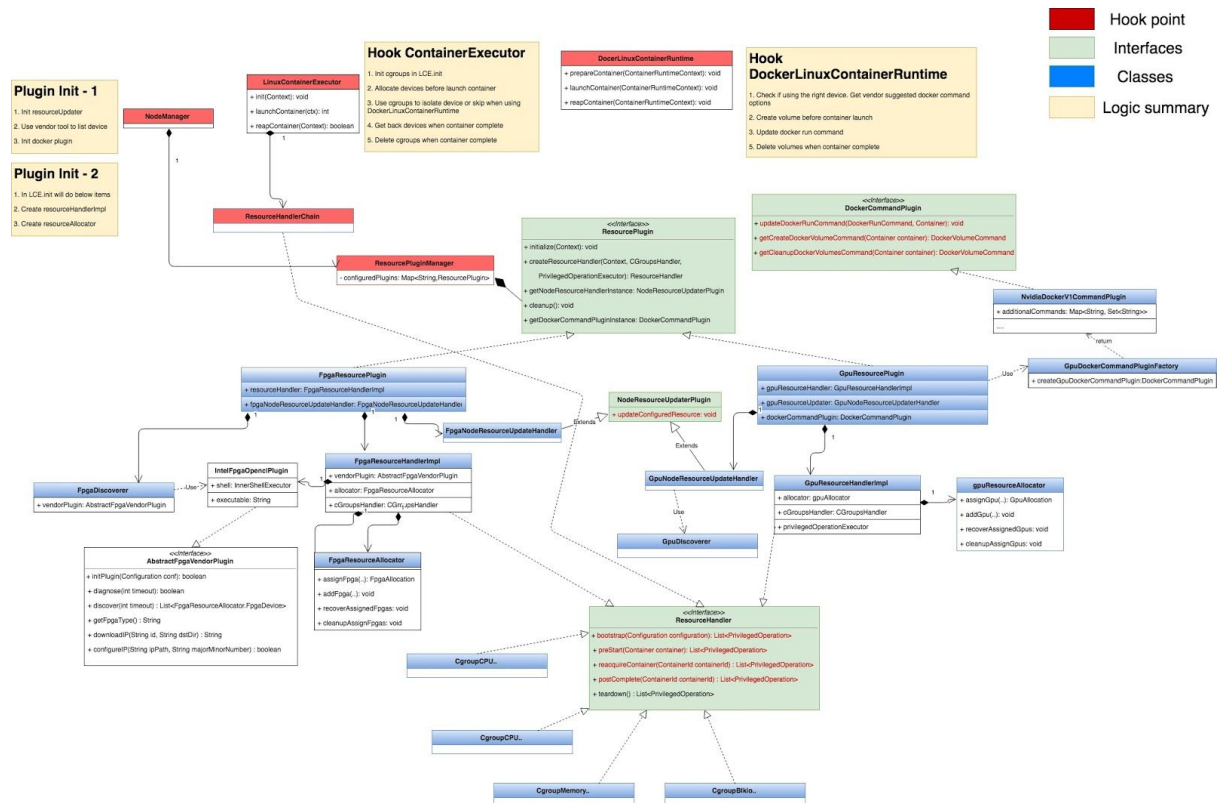 Hook point
Interfaces
Classes
Logic summary
Plugin Init - 1
1. Init resourceUpdater
2. Use vendor tool to list device
3. Init docker plugin
Plugin Init - 2
1. In LCE.init will do below items
2. Create resourceHandlerImpl
3. Create resourceAllocator
NodeManager
1
LinuxContainerExecutor
+ init(Context): void
+ launchContainer(ctx): int
+ reapContainer(Context): boolean
1
Hook ContainerExecutor
1. Init cgroups in LCE.init
2. Allocate devices before launch container
3. Use cgroups to isolate device or skip when using
DockerLinuxContainerRuntime
4. Get back devices when container complete
5. Delete cgroups when container complete
DocerLinuxContainerRuntime
+ prepareContainer(ContainerRuntimeContext): void
+ launchContainer(ContainerRuntimeContext): void
+ reapContainer(ContainerRuntimeContext): void
Hook
DockerLinuxContainerRuntime
1. Check if using the right device. Get vendor suggested docker command
options
2. Create volume before container launch
3. Update docker run command
5. Delete volumes when container complete
ResourceHandlerChain
ResourcePluginManager
- configuredPlugins: Map<String,ResourcePlugin>
<<Interface>>
ResourcePlugin
+ initialize(Context): void
+ createResourceHandler(Context, CGroupsHandler,
PrivilegedOperationExecutor): ResourceHandler
+ getNodeResourceHandlerInstance: NodeResourceUpdaterPlugin
+ cleanup(): void
+ getDockerCommandPluginInstance: DockerCommandPlugin
<<Interface>>
DockerCommandPlugin
+ updateDockerRunCommand(DockerRunCommand, Container): void
+ getCreateDockerVolumeCommand(Container container): DockerVolumeCommand
+ getCleanupDockerVolumesCommand(Container container): DockerVolumeCommand
NvidiaDockerV1CommandPlugin
+ additionalCommands: Map<String, Set<String>>
....
return
GpuDockerCommandPluginFactory
+ createGpuDockerCommandPlugin:DockerCommandPlugin
Use
FpgaResourcePlugin
+ resourceHandler: FpgaResourceHandlerImpl
+ fpgaNodeResourceUpdateHandler: FpgaNodeResourceUpdateHandler
1
1
1
GpuResourcePlugin
+ gpuResourceHandler: GpuResourceHandlerImpl
+ gpuResourceUpdater: GpuNodeResourceUpdaterHandler
+ dockerCommandPlugin: DockerCommandPlugin
1
1
NodeResourceUpdaterPlugin
+ updateConfiguredResource: void
Extends
Extends
FpgaNodeResourceUpdateHandler
FpgaDiscoverer
+ vendorPlugin: AbstractFpgaVendorPlugin
Use
IntelFpgaOpenclPlugin
+ shell: InnerShellExecutor
+ executable: String
1
FpgaResourceHandlerImpl
+ vendorPlugin: AbstractFpgaVendorPlugin
+ allocator: FpgaResourceAllocator
+ cGroupsHandler: CGroupsHandler
1
1
GpuNodeResourceUpdateHandler
Use
GpuDiscoverer
GpuResourceHandlerImpl
+ allocator: gpuAllocator
+ cGroupsHandler: CGroupsHandler
+ privilegedOperationExecutor
1
gpuResourceAllocator
+ assignGpu(..): GpuAllocation
+ addGpu(..): void
+ recoverAssignedGpus: void
+ cleanupAssignGpus: void
<<Interface>>
AbstractFpgaVendorPlugin
+ initPlugin(Configuration conf): boolean
+ diagnose(int timeout): boolean
+ discover(int timeout) : List<FpgaResourceAllocator.FpgaDevice>
+ getFpgaType() : String
+ downloadIP(String id, String dstDir) : String
+ configureIP(String ipPath, String majorMinorNumber) : boolean
FpgaResourceAllocator
+ assignFpga(..): FpgaAllocation
+ addFpga(..): void
+ recoverAssignedFpgas: void
+ cleanupAssignFpgas: void
<<Interface>>
ResourceHandler
+ bootstrap(Configuration configuration): List<PrivilegedOperation>
+ preStart(Container container): List<PrivilegedOperation>
+ reacquireContainer(ContainerId containerId) : List<PrivilegedOperation>
+ postComplete(ContainerId containerId) : List<PrivilegedOperation>
+ teardown() : List<PrivilegedOperation>
CgroupCPU..
CgroupCPU..
CgroupMemory..
CgroupBlkio..